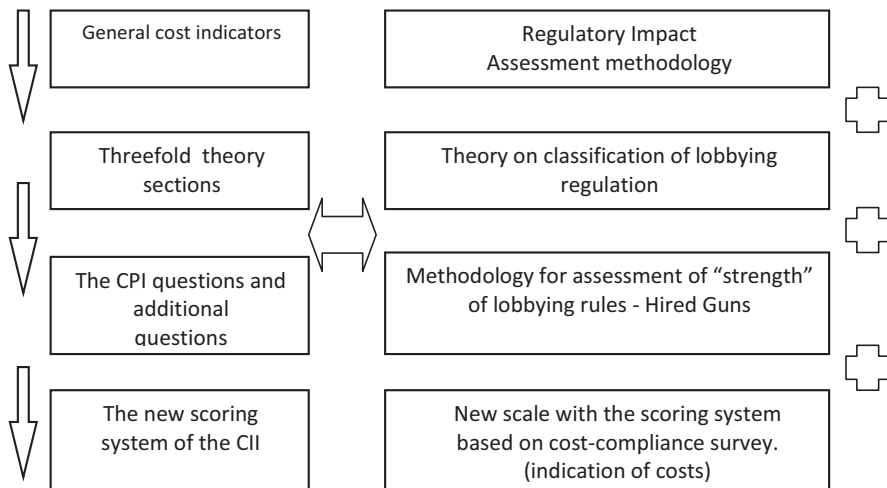 General cost indicators
Regulatory Impact
Assessment methodology
Threefold theory
sections
Theory on classification of lobbying
regulation
The CPI questions and
additional
questions
Methodology for assessment of “strength”
of lobbying rules - Hired Guns
The new scoring
system of the CII
New scale with the scoring system
based on cost-compliance survey.
(indication of costs)